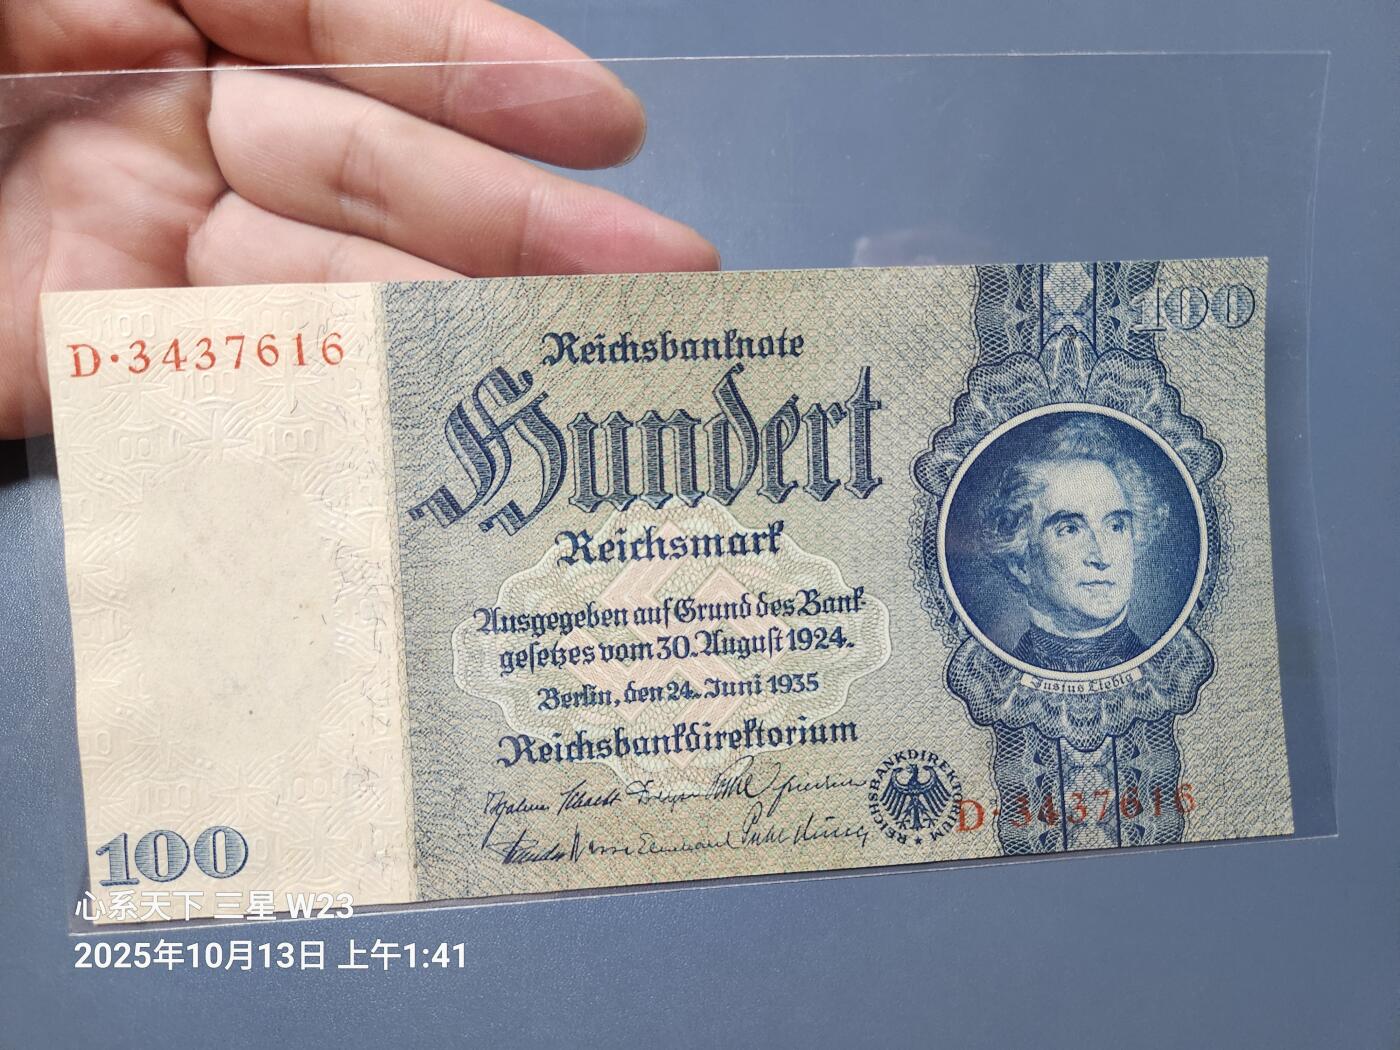 100
D·3437616
Reichsbanknote
Hundert
Reichsmark
Ausgegeben auf Grund des Bank-
gesetzes vom 30. August 1924.
Berlin, den 24. Juni 1935
Reichsbankdirektorium
Justus Liebig
REICHSBANKDIREKTORIUM
D·3437616
100
心系天下 三星 W23
2025年10月13日 上午1:41